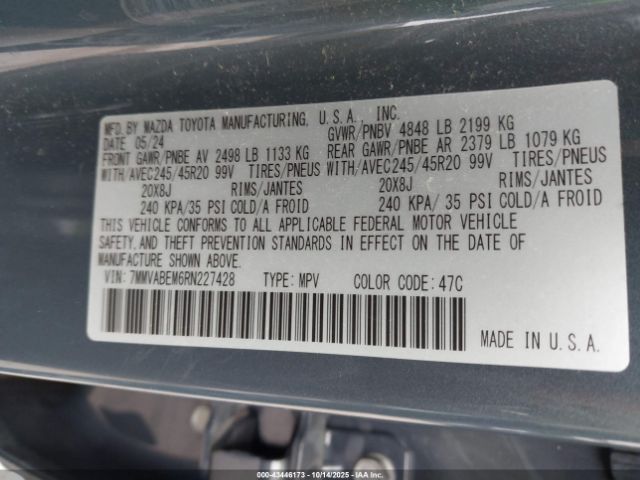 MFD. BY MAZDA TOYOTA MANUFACTURING, U.S.A., INC.
DATE 05/24 GVWR/PNBV 4848 LB 2199 KG
FRONT GAWR/PNBE AV 2498 LB 1133 KG REAR GAWR/PNBE AR 2379 LB 1079 KG
WITH/AVEC245/45R20 99V TIRES/PNEUS WITH/AVEC245/45R20 99V TIRES/PNEUS
20X8J RIMS/JANTES 20X8J RIMS/JANTES
240 KPA/ 35 PSI COLD/A FROID 240 KPA/ 35 PSI COLD/A FROID
THIS VEHICLE CONFORMS TO ALL APPLICABLE FEDERAL MOTOR VEHICLE
SAFETY, AND THEFT PREVENTION STANDARDS IN EFFECT ON THE DATE OF
MANUFACTURE SHOWN ABOVE.
VIN: 7MMVABEM6RN227428 TYPE: MPV COLOR CODE: 47C
MADE IN U.S.A.
000-43446173 - 10/14/2025 - iaai.com